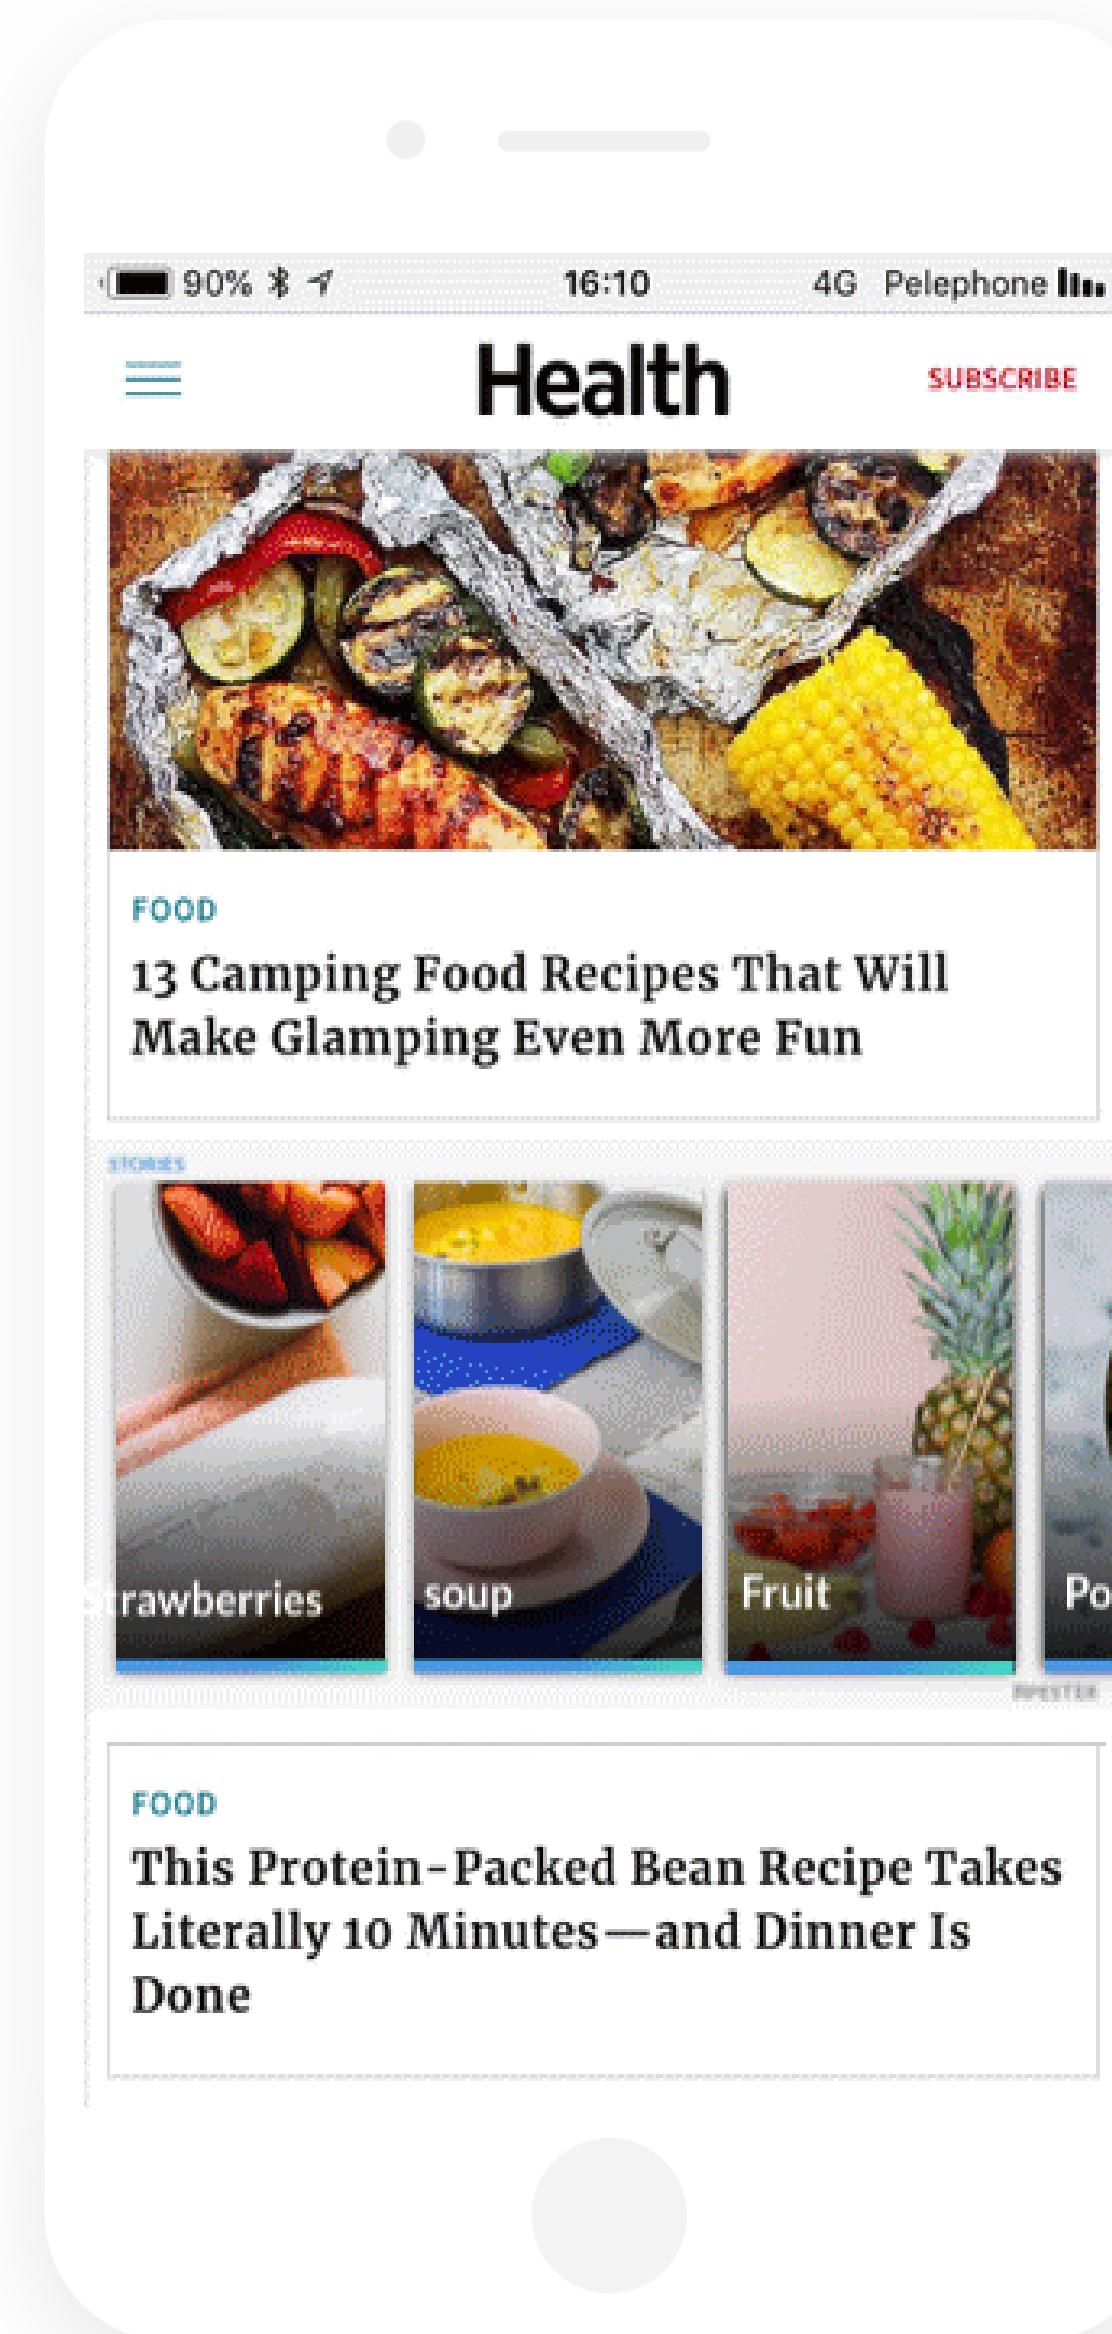 90% 16:10 4G Pelephone
Health SUBSCRIBE
FOOD
13 Camping Food Recipes That Will
Make Glamping Even More Fun
STORIES
Strawberries soup Fruit Po
FOOD
This Protein-Packed Bean Recipe Takes
Literally 10 Minutes—and Dinner Is
Done